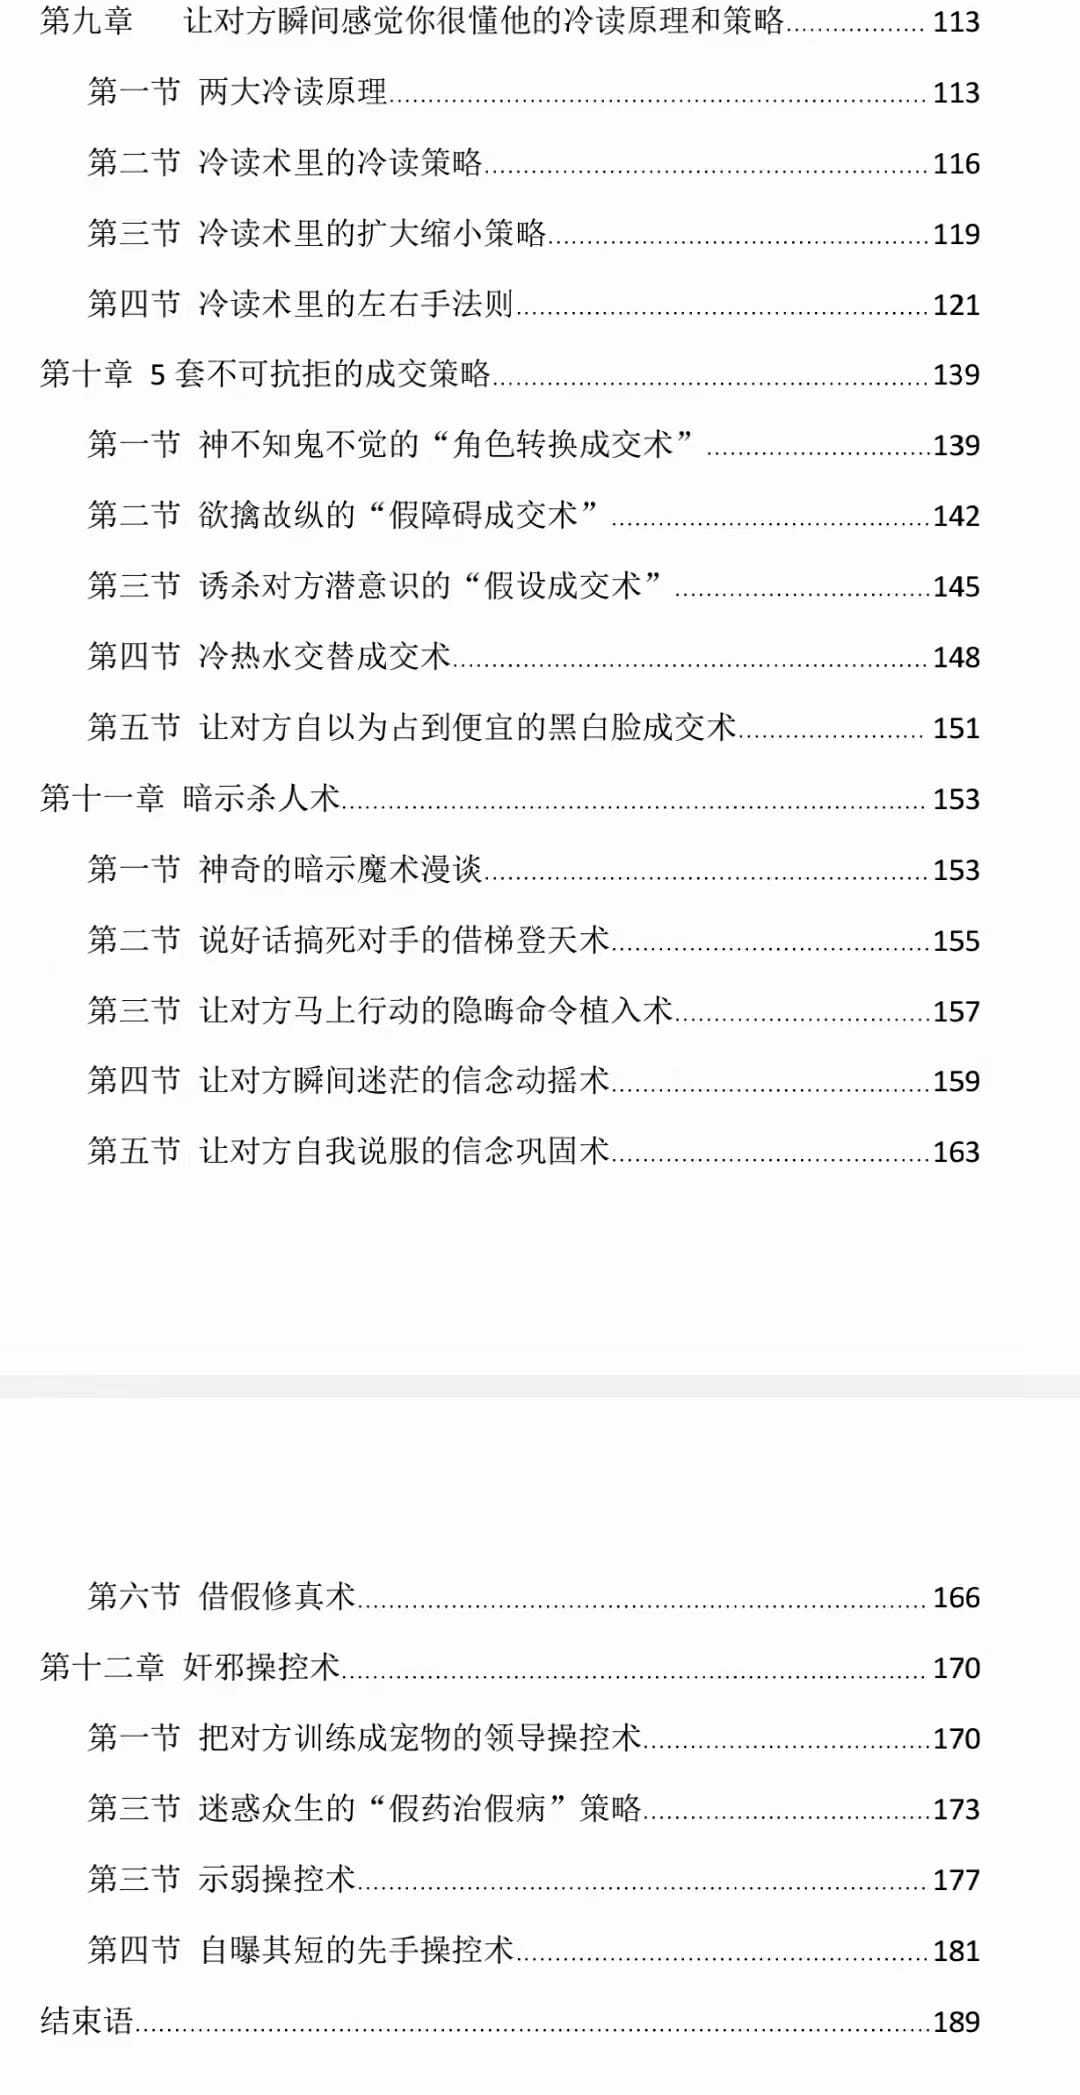 第九章 让对方瞬间感觉你很懂他的冷读原理和策略.................. 113
第一节 两大冷读原理.................. 113
第二节 冷读术里的冷读策略.................. 116
第三节 冷读术里的扩大缩小策略.................. 119
第四节 冷读术里的左右手法则.................. 121
第十章 5 套不可抗拒的成交策略.................. 139
第一节 神不知鬼不觉的“角色转换成交术” .................. 139
第二节 欲擒故纵的“假障碍成交术” .................. 142
第三节 诱杀对方潜意识的“假设成交术” .................. 145
第四节 冷热水交替成交术.................. 148
第五节 让对方自以为占到便宜的黑白脸成交术.................. 151
第十一章 暗示杀人术.................. 153
第一节 神奇的暗示魔术漫谈.................. 153
第二节 说好话搞死对手的借梯登天术.................. 155
第三节 让对方马上行动的隐晦命令植入术.................. 157
第四节 让对方瞬间迷茫的信念动摇术.................. 159
第五节 让对方自我说服的信念巩固术.................. 163
第六节 借假修真术.................. 166
第十二章 奸邪操控术.................. 170
第一节 把对方训练成宠物的领导操控术.................. 170
第三节 迷惑众生的“假药治假病”策略.................. 173
第三节 示弱操控术.................. 177
第四节 自曝其短的先手操控术.................. 181
结束语.................. 189